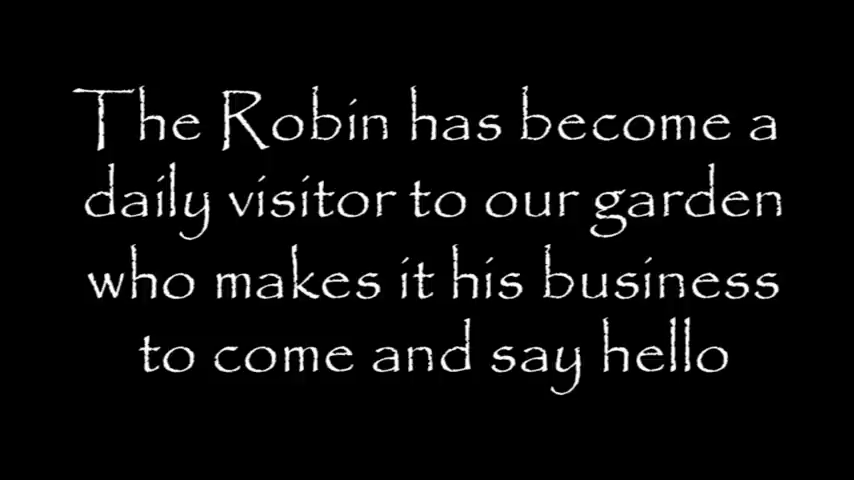 The Robin has become a
daily visitor to our garden
who makes it his business
to come and say hello